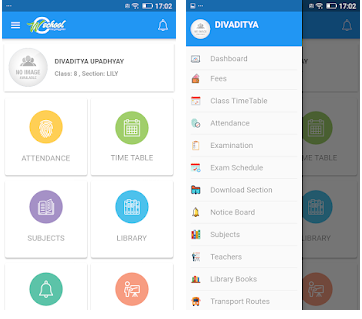 17:02
school
DIVADITYA UPADHYAY
Class: 8 , Section: LILY
NO IMAGE
AVAILABLE
ATTENDANCE
TIME TABLE
SUBJECTS
LIBRARY
17:02
DIVADITYA
Dashboard
Fees
Class TimeTable
Attendance
Examination
Exam Schedule
Download Section
Notice Board
Subjects
Teachers
Library Books
Transport Routes
TIME TABLE
LIBRARY